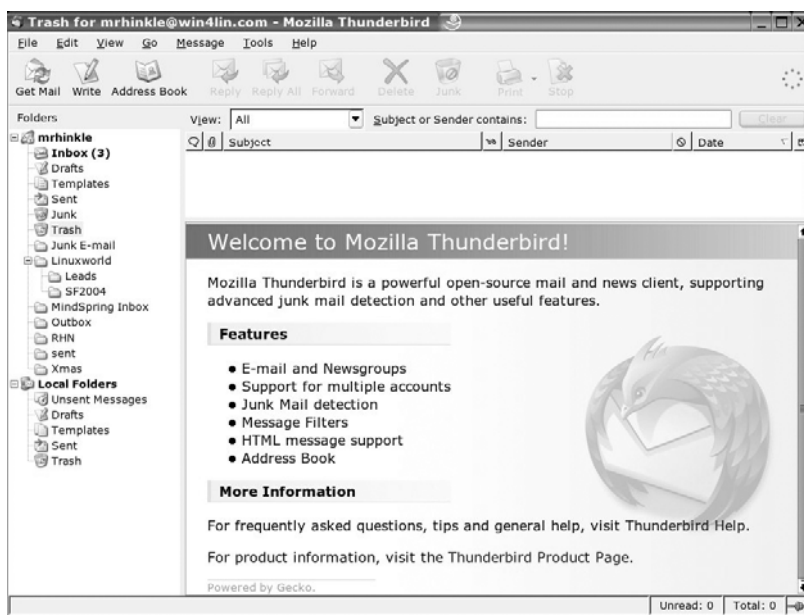 Trash for mrhinkle@win4lin.com - Mozilla Thunderbird
File Edit View Go Message Tools Help
Get Mail Write Address Book Reply Reply All Forward Delete Junk Print Stop
Folders
View: All Subject or Sender contains: Clear
Subject Sender Date
mrhinkle
Inbox (3)
Drafts
Templates
Sent
Junk
Trash
Junk E-mail
Linuxworld
Leads
SF2004
MindSpring Inbox
Outbox
RHN
sent
Xmas
Local Folders
Unsent Messages
Drafts
Templates
Sent
Trash
Welcome to Mozilla Thunderbird!
Mozilla Thunderbird is a powerful open-source mail and news client, supporting
advanced junk mail detection and other useful features.
Features
● E-mail and Newsgroups
● Support for multiple accounts
● Junk Mail detection
● Message Filters
● HTML message support
● Address Book
More Information
For frequently asked questions, tips and general help, visit Thunderbird Help.
For product information, visit the Thunderbird Product Page.
Powered by Gecko.
Unread: 0 Total: 0